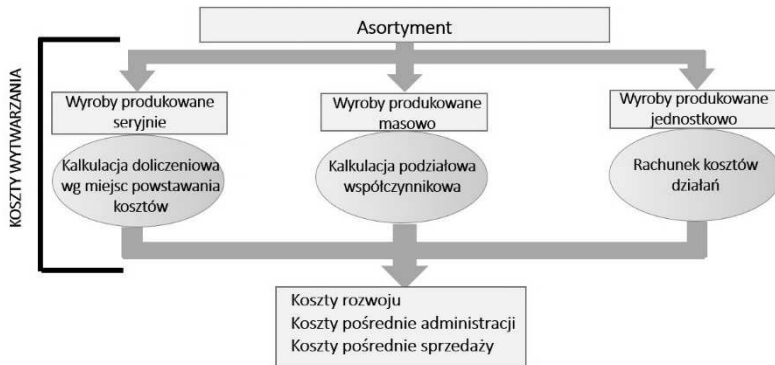 Asortyment
KOSZTY WYTWARZANIA
Wyroby produkowane
seryjnie
Wyroby produkowane
masowo
Wyroby produkowane
jednostkowo
Kalkulacja doliczeniowa
wg miejsc powstawania
kosztów
Kalkulacja podziałowa
współczynnikowa
Rachunek kosztów
działań
Koszty rozwoju
Koszty pośrednie administracji
Koszty pośrednie sprzedaży